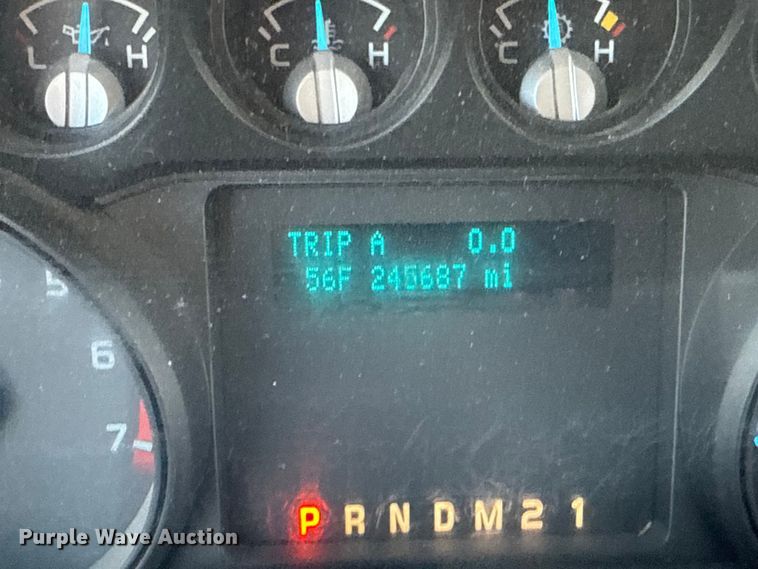 L H C H C H
TRIP A 0.0
56F 245687 mi
5
6
7
P R N D M 2 1
Purple Wave Auction